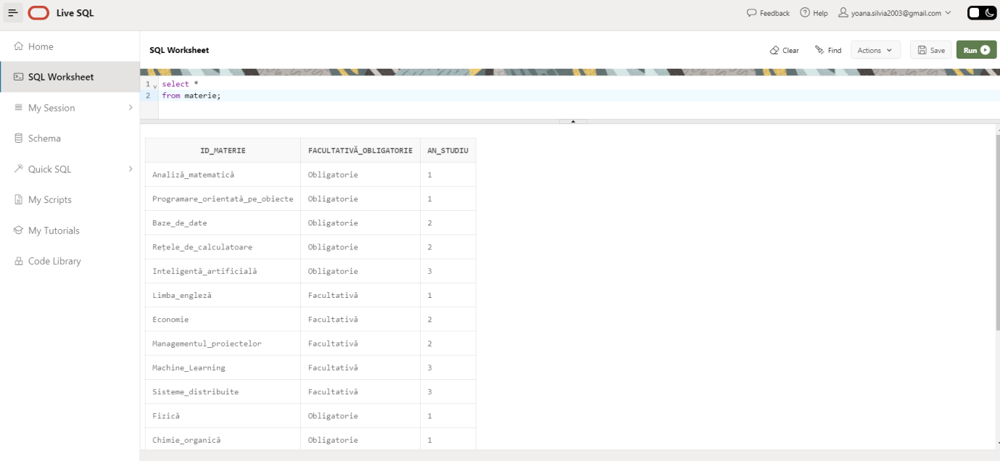 Live SQL
Feedback
Help
yoana.silvia2003@gmail.com
Home
SQL Worksheet
My Session
Schema
Quick SQL
My Scripts
My Tutorials
Code Library
SQL Worksheet
Clear
Find
Actions
Save
Run
1 select *
2 from materie;
ID_MATERIE FACULTATIVĂ_OBLIGATORIE AN_STUDIU
Analiză_matematică Obligatorie 1
Programare_orientată_pe_obiecte Obligatorie 1
Baze_de_date Obligatorie 2
Rețele_de_calculatoare Obligatorie 2
Inteligentă_artificială Obligatorie 3
Limba_engleză Facultativă 1
Economie Facultativă 2
Managementul_proiectelor Facultativă 2
Machine_Learning Facultativă 3
Sisteme_distribuite Facultativă 3
Fizică Obligatorie 1
Chimie_organică Obligatorie 1